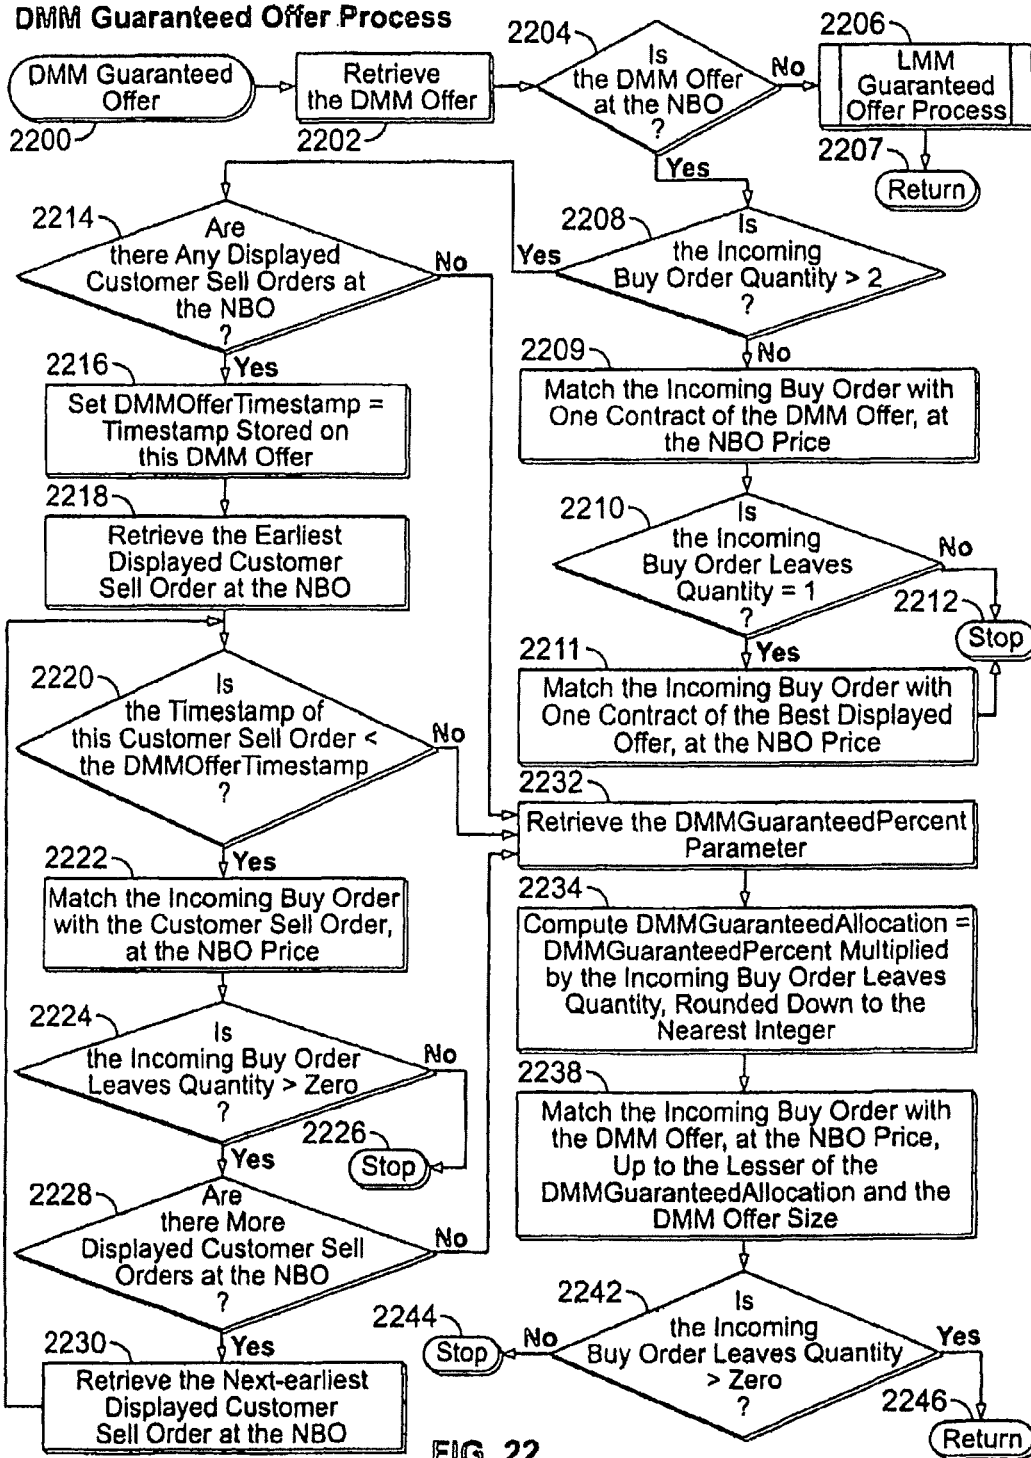 DMM Guaranteed Offer Process
DMM Guaranteed
Offer
2200
Retrieve
the DMM Offer
2202
2204
Is
the DMM Offer
at the NBO
?
No
Yes
2206
LMM
Guaranteed
Offer Process
2207
Return
2208
Is
the Incoming
Buy Order Quantity > 2
?
Yes
No
2214
Are
there Any Displayed
Customer Sell Orders at
the NBO
?
No
Yes
2216
Set DMMOfferTimestamp =
Timestamp Stored on
this DMM Offer
2218
Retrieve the Earliest
Displayed Customer
Sell Order at the NBO
2220
Is
the Timestamp of
this Customer Sell Order <
the DMMOfferTimestamp
?
No
Yes
2222
Match the Incoming Buy Order
with the Customer Sell Order,
at the NBO Price
2224
Is
the Incoming Buy Order
Leaves Quantity > Zero
?
No
2226
Stop
Yes
2228
Are
there More
Displayed Customer Sell
Orders at the NBO
?
No
Yes
2230
Retrieve the Next-earliest
Displayed Customer
Sell Order at the NBO
2209
Match the Incoming Buy Order with
One Contract of the DMM Offer, at
the NBO Price
2210
Is
the Incoming
Buy Order Leaves
Quantity = 1
?
No
2212
Stop
Yes
2211
Match the Incoming Buy Order with
One Contract of the Best Displayed
Offer, at the NBO Price
2232
Retrieve the DMMGuaranteedPercent
Parameter
2234
Compute DMMGuaranteedAllocation =
DMMGuaranteedPercent Multiplied
by the Incoming Buy Order Leaves
Quantity, Rounded Down to the
Nearest Integer
2238
Match the Incoming Buy Order with
the DMM Offer, at the NBO Price,
Up to the Lesser of the
DMMGuaranteedAllocation and the
DMM Offer Size
2242
Is
the Incoming
Buy Order Leaves Quantity
> Zero
?
No
2244
Stop
Yes
2246
Return
FIG. 22